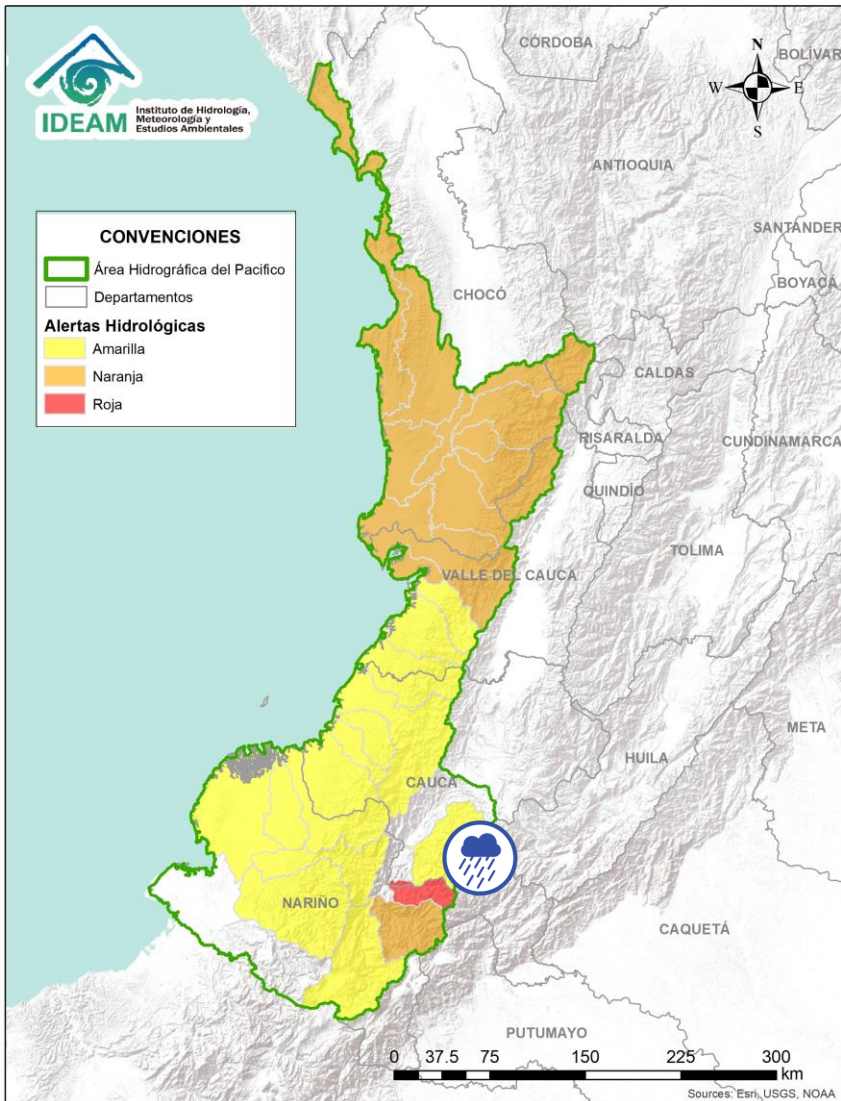 IDEAM
Instituto de Hidrología,
Meteorología y
Estudios Ambientales
CÓRDOBA
BOLÍVAR
N
W
E
S
ANTIOQUIA
SANTANDER
BOYACÁ
CONVENCIONES
Área Hidrográfica del Pacifico
Departamentos
Alertas Hidrológicas
Amarilla
Naranja
Roja
CHOCÓ
CALDAS
RISARALDA
CUNDINAMARCA
QUINDÍO
TOLIMA
VALLE DEL CAUCA
META
HUILA
CAUCA
NARIÑO
CAQUETÁ
PUTUMAYO
0 37.5 75 150 225 300
km
Sources: Esri, USGS, NOAA